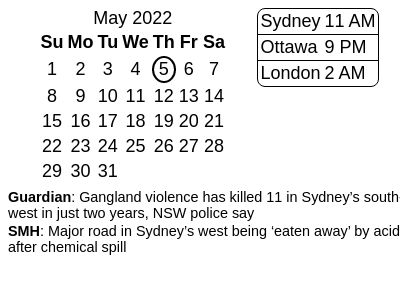 May 2022
Su Mo Tu We Th Fr Sa
1 2 3 4 5 6 7
8 9 10 11 12 13 14
15 16 17 18 19 20 21
22 23 24 25 26 27 28
29 30 31
Sydney 11 AM
Ottawa 9 PM
London 2 AM
Guardian: Gangland violence has killed 11 in Sydney’s south-
west in just two years, NSW police say
SMH: Major road in Sydney’s west being ‘eaten away’ by acid
after chemical spill